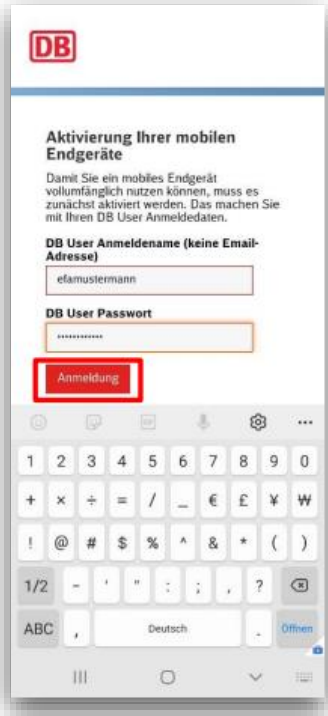 DB
Aktivierung Ihrer mobilen
Endgeräte
Damit Sie ein mobiles Endgerät
vollumfänglich nutzen können, muss es
zunächst aktiviert werden. Das machen Sie
mit Ihren DB User Anmeldedaten.
DB User Anmeldename (keine Email-
Adresse)
efamustermann
DB User Passwort
••••••••••••
Anmeldung
GIF •••
1 2 3 4 5 6 7 8 9 0
+ × ÷ = / _ € £ ¥ ₩
! @ # $ % ^ & * ( )
1/2 - ' " : ; , ?
ABC , Deutsch . Öffnen